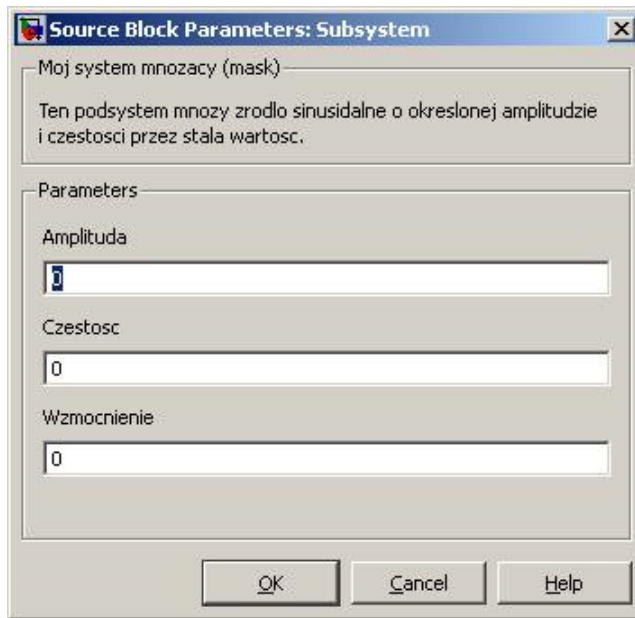 Source Block Parameters: Subsystem
Moj system mnozacy (mask)
Ten podsystem mnozy zrodlo sinusidalne o okreslonej amplitudzie
i czestosci przez stala wartosc.
Parameters
Amplituda
0
Czestosc
0
Wzmocnienie
0
OK
Cancel
Help